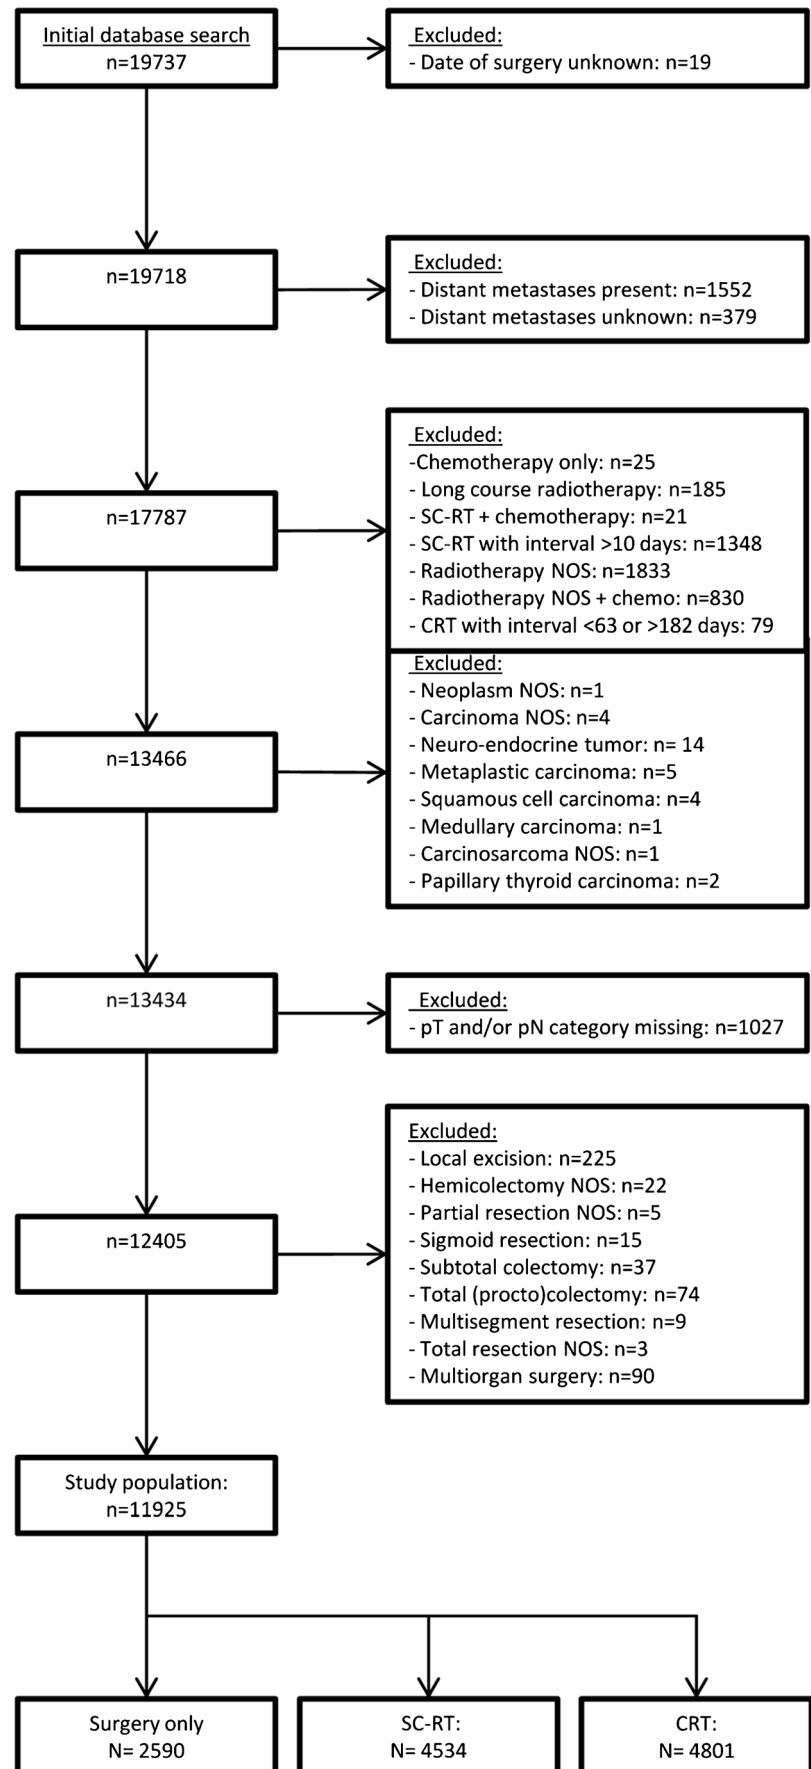 Initial database search
n=19737
Excluded:
- Date of surgery unknown: n=19
n=19718
Excluded:
- Distant metastases present: n=1552
- Distant metastases unknown: n=379
n=17787
Excluded:
-Chemotherapy only: n=25
- Long course radiotherapy: n=185
- SC-RT + chemotherapy: n=21
- SC-RT with interval >10 days: n=1348
- Radiotherapy NOS: n=1833
- Radiotherapy NOS + chemo: n=830
- CRT with interval <63 or >182 days: 79
n=13466
Excluded:
- Neoplasm NOS: n=1
- Carcinoma NOS: n=4
- Neuro-endocrine tumor: n= 14
- Metaplastic carcinoma: n=5
- Squamous cell carcinoma: n=4
- Medullary carcinoma: n=1
- Carcinosarcoma NOS: n=1
- Papillary thyroid carcinoma: n=2
n=13434
Excluded:
- pT and/or pN category missing: n=1027
n=12405
Excluded:
- Local excision: n=225
- Hemicolectomy NOS: n=22
- Partial resection NOS: n=5
- Sigmoid resection: n=15
- Subtotal colectomy: n=37
- Total (procto)colectomy: n=74
- Multisegment resection: n=9
- Total resection NOS: n=3
- Multiorgan surgery: n=90
Study population:
n=11925
Surgery only
N= 2590
SC-RT:
N= 4534
CRT:
N= 4801